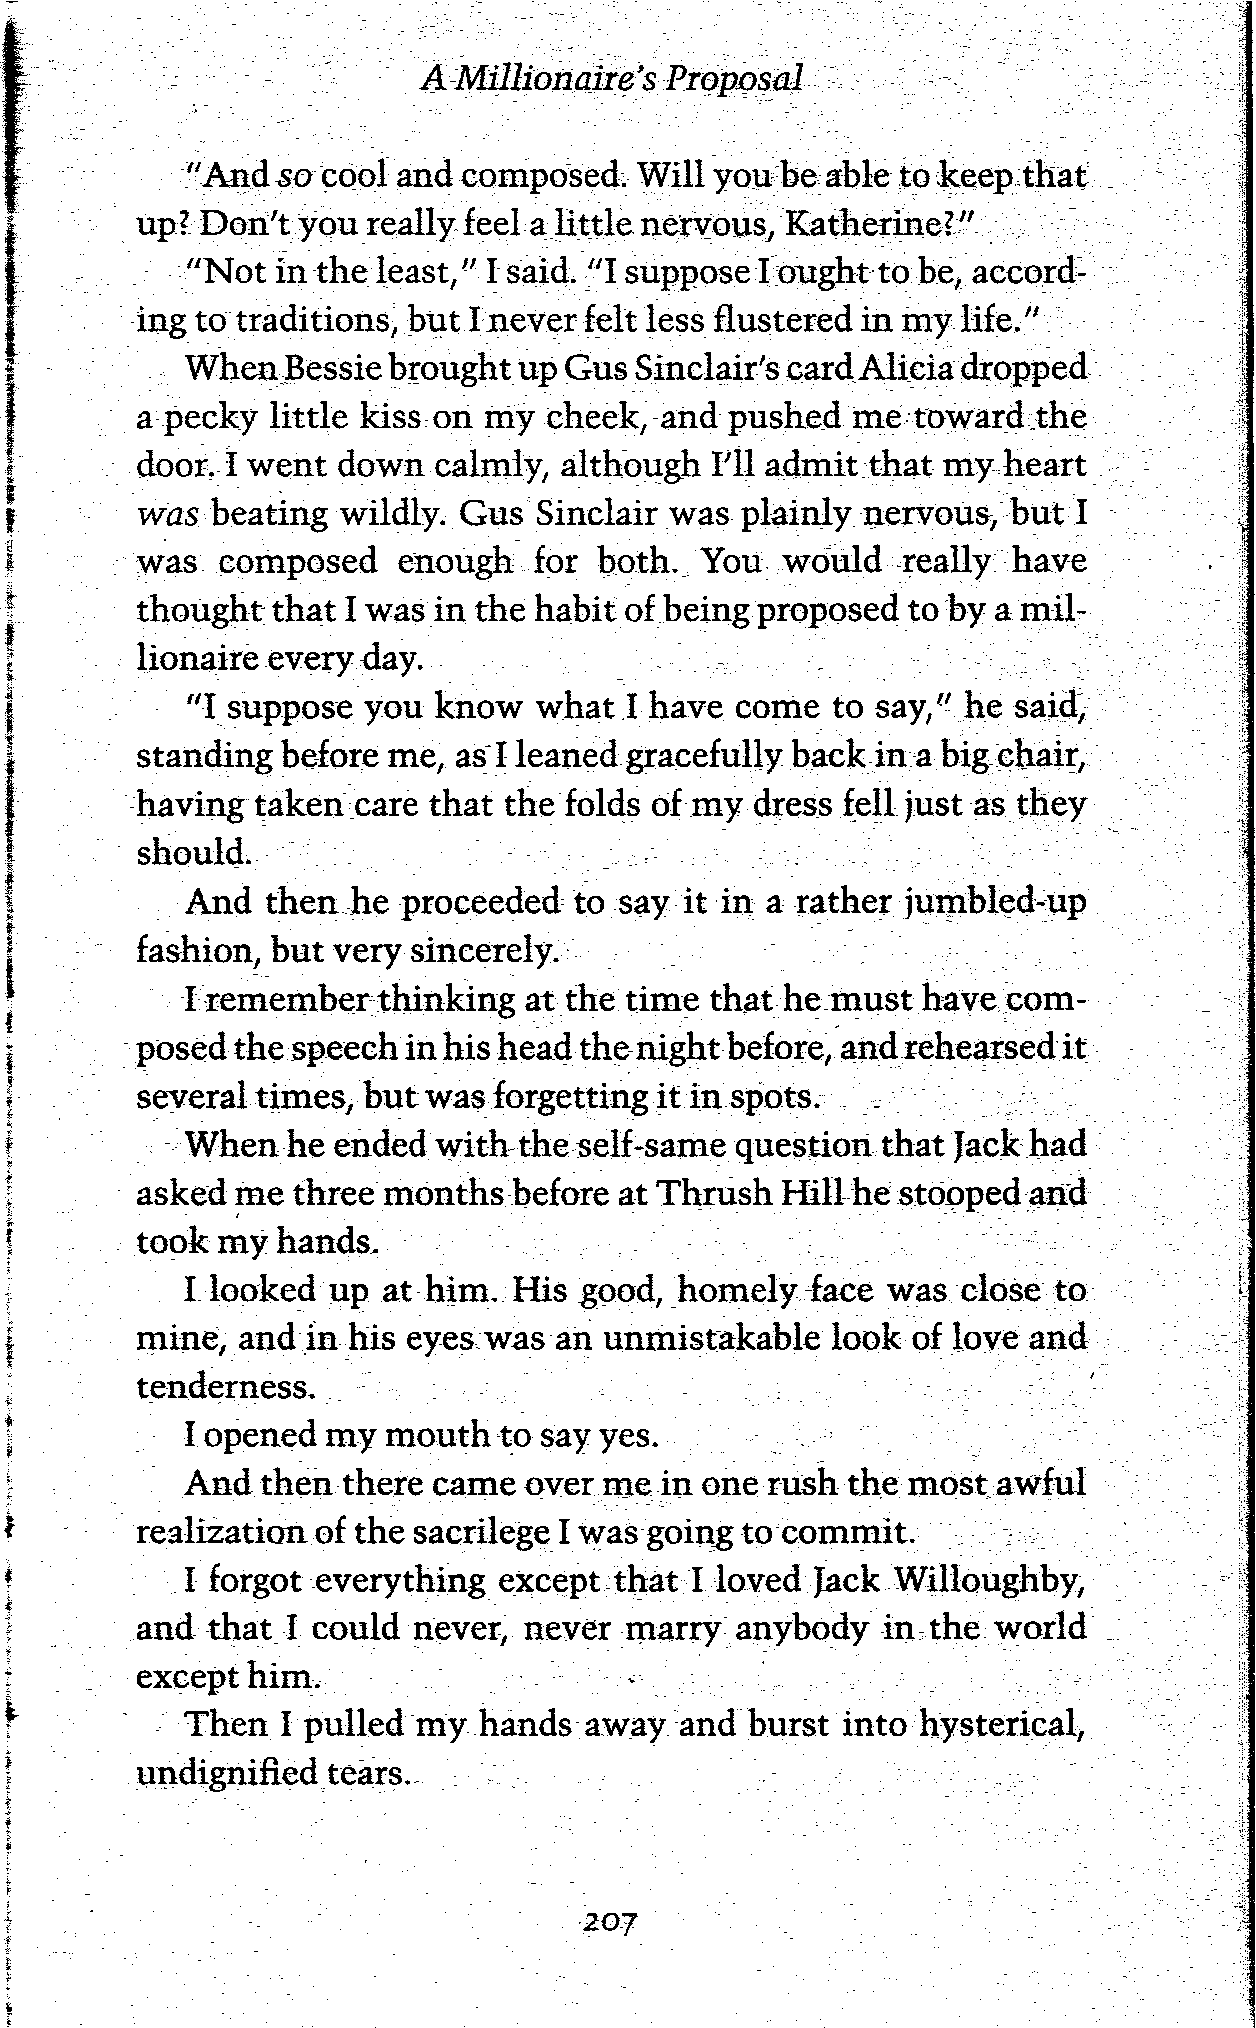 A Millionaire's Proposal
"And so cool and composed. Will you be able to keep that
up? Don't you really feel a little nervous, Katherine?"
"Not in the least," I said. "I suppose I ought to be, accord-
ing to traditions, but I never felt less flustered in my life."
When Bessie brought up Gus Sinclair's card Alicia dropped
a pecky little kiss on my cheek, and pushed me toward the
door. I went down calmly, although I'll admit that my heart
was beating wildly. Gus Sinclair was plainly nervous, but I
was composed enough for both. You would really have
thought that I was in the habit of being proposed to by a mil-
lionaire every day.
"I suppose you know what I have come to say," he said,
standing before me, as I leaned gracefully back in a big chair,
having taken care that the folds of my dress fell just as they
should.
And then he proceeded to say it in a rather jumbled-up
fashion, but very sincerely.
I remember thinking at the time that he must have com-
posed the speech in his head the night before, and rehearsed it
several times, but was forgetting it in spots.
When he ended with the self-same question that Jack had
asked me three months before at Thrush Hill he stooped and
took my hands.
I looked up at him. His good, homely face was close to
mine, and in his eyes was an unmistakable look of love and
tenderness.
I opened my mouth to say yes.
And then there came over me in one rush the most awful
realization of the sacrilege I was going to commit.
I forgot everything except that I loved Jack Willoughby,
and that I could never, never marry anybody in the world
except him.
Then I pulled my hands away and burst into hysterical,
undignified tears.
207